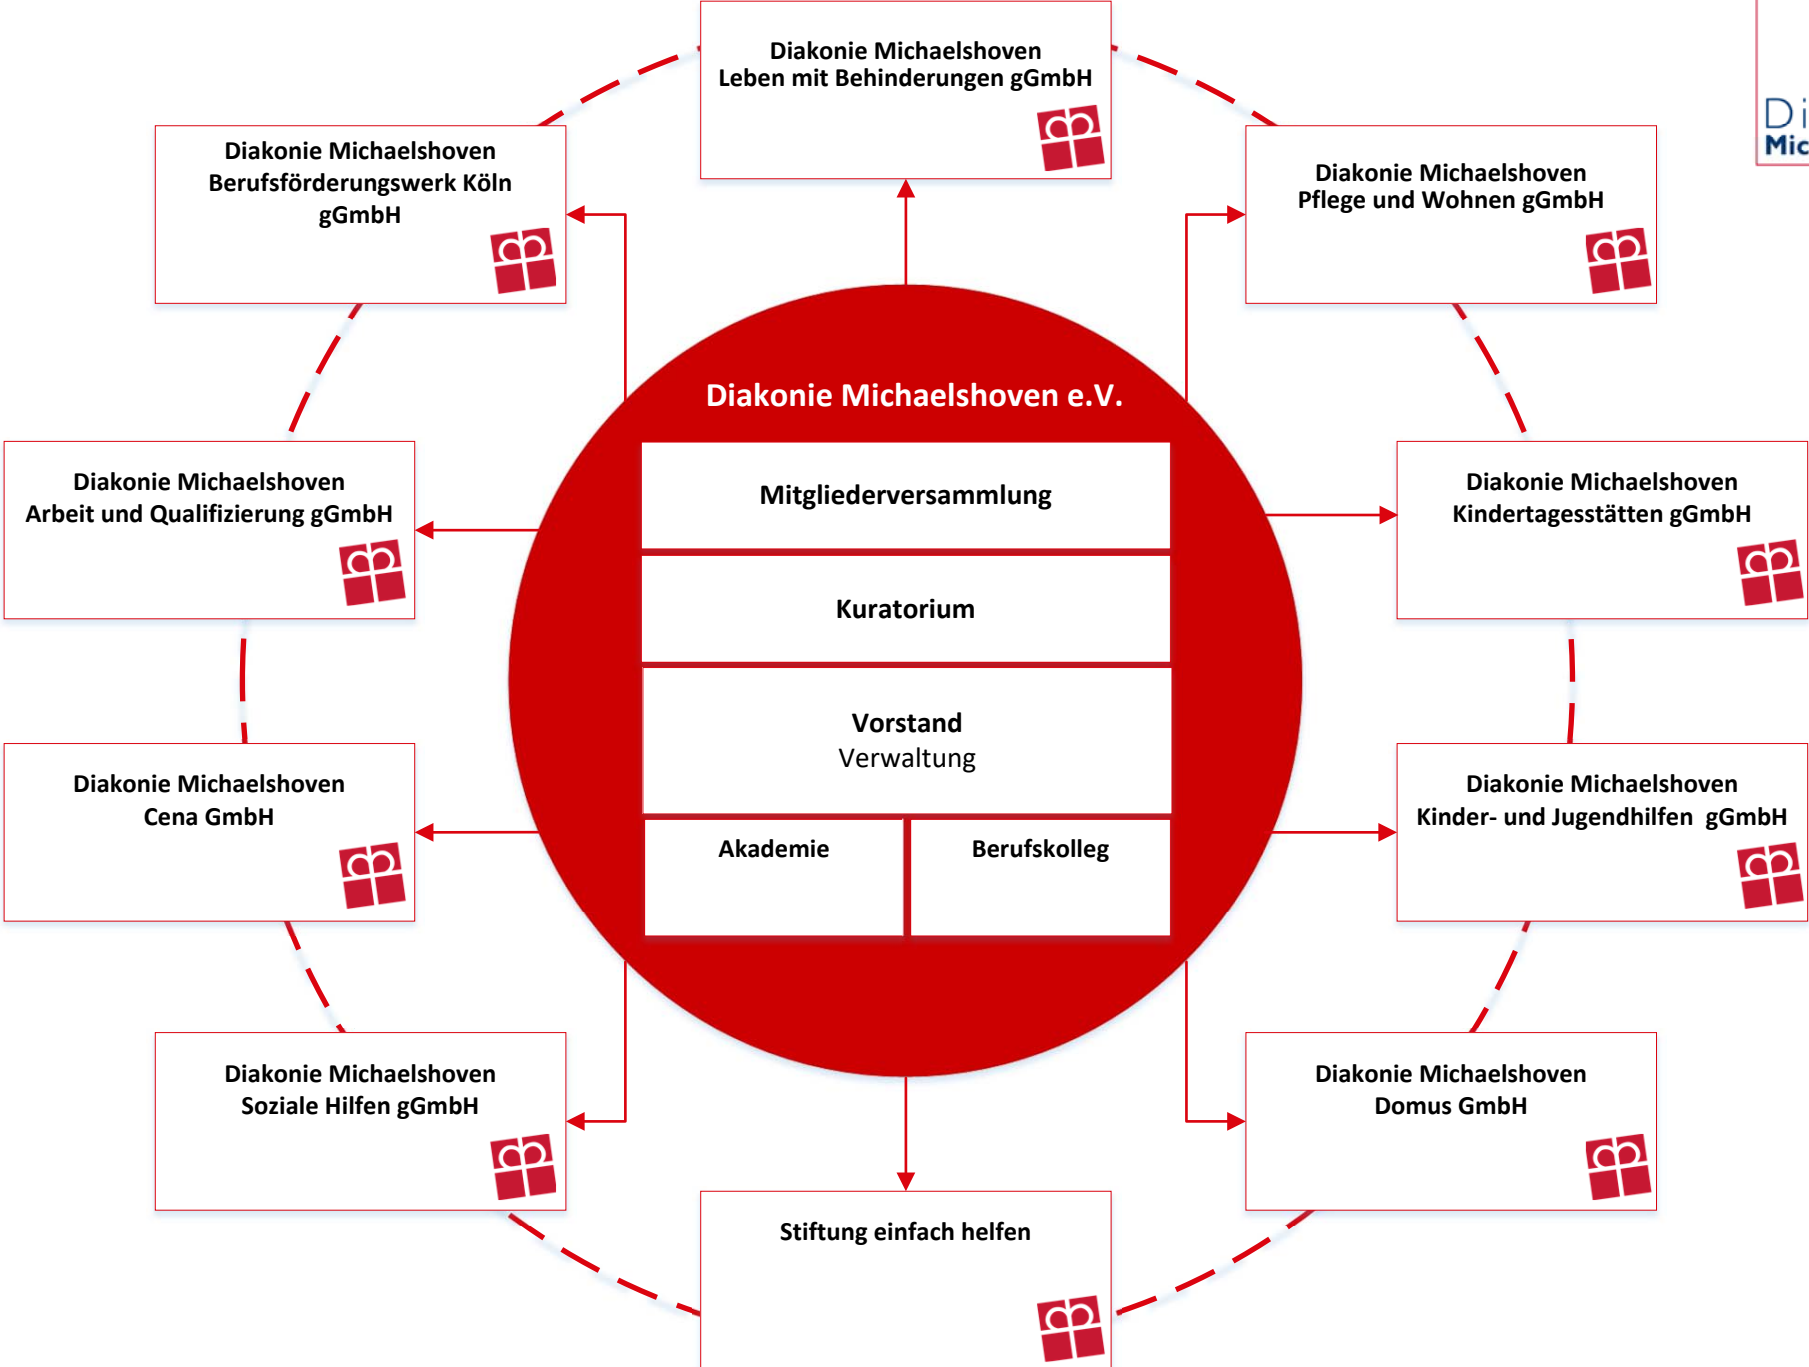 Diakonie Michaelshoven
Leben mit Behinderungen gGmbH
Diakonie Michaelshoven
Berufsförderungswerk Köln
gGmbH
Diakonie Michaelshoven
Pflege und Wohnen gGmbH
Di
Mic
Diakonie Michaelshoven e.V.
Mitgliederversammlung
Kuratorium
Vorstand
Verwaltung
Akademie
Berufskolleg
Diakonie Michaelshoven
Arbeit und Qualifizierung gGmbH
Diakonie Michaelshoven
Kindertagesstätten gGmbH
Diakonie Michaelshoven
Cena GmbH
Diakonie Michaelshoven
Kinder- und Jugendhilfen  gGmbH
Diakonie Michaelshoven
Soziale Hilfen gGmbH
Diakonie Michaelshoven
Domus GmbH
Stiftung einfach helfen